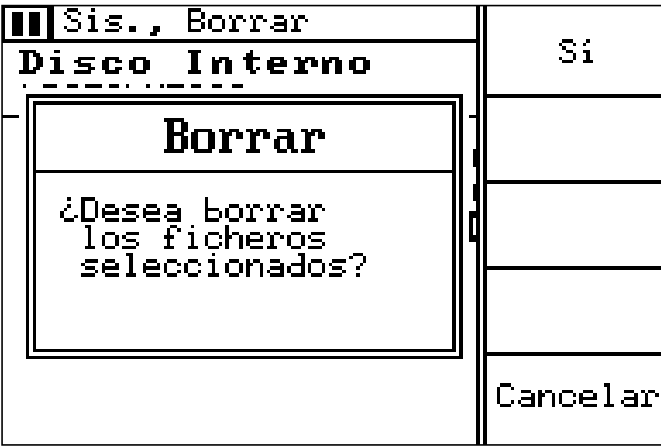 Sis., Borrar
Disco Interno
Borrar
¿Desea borrar
los ficheros
seleccionados?
Sí
Cancelar